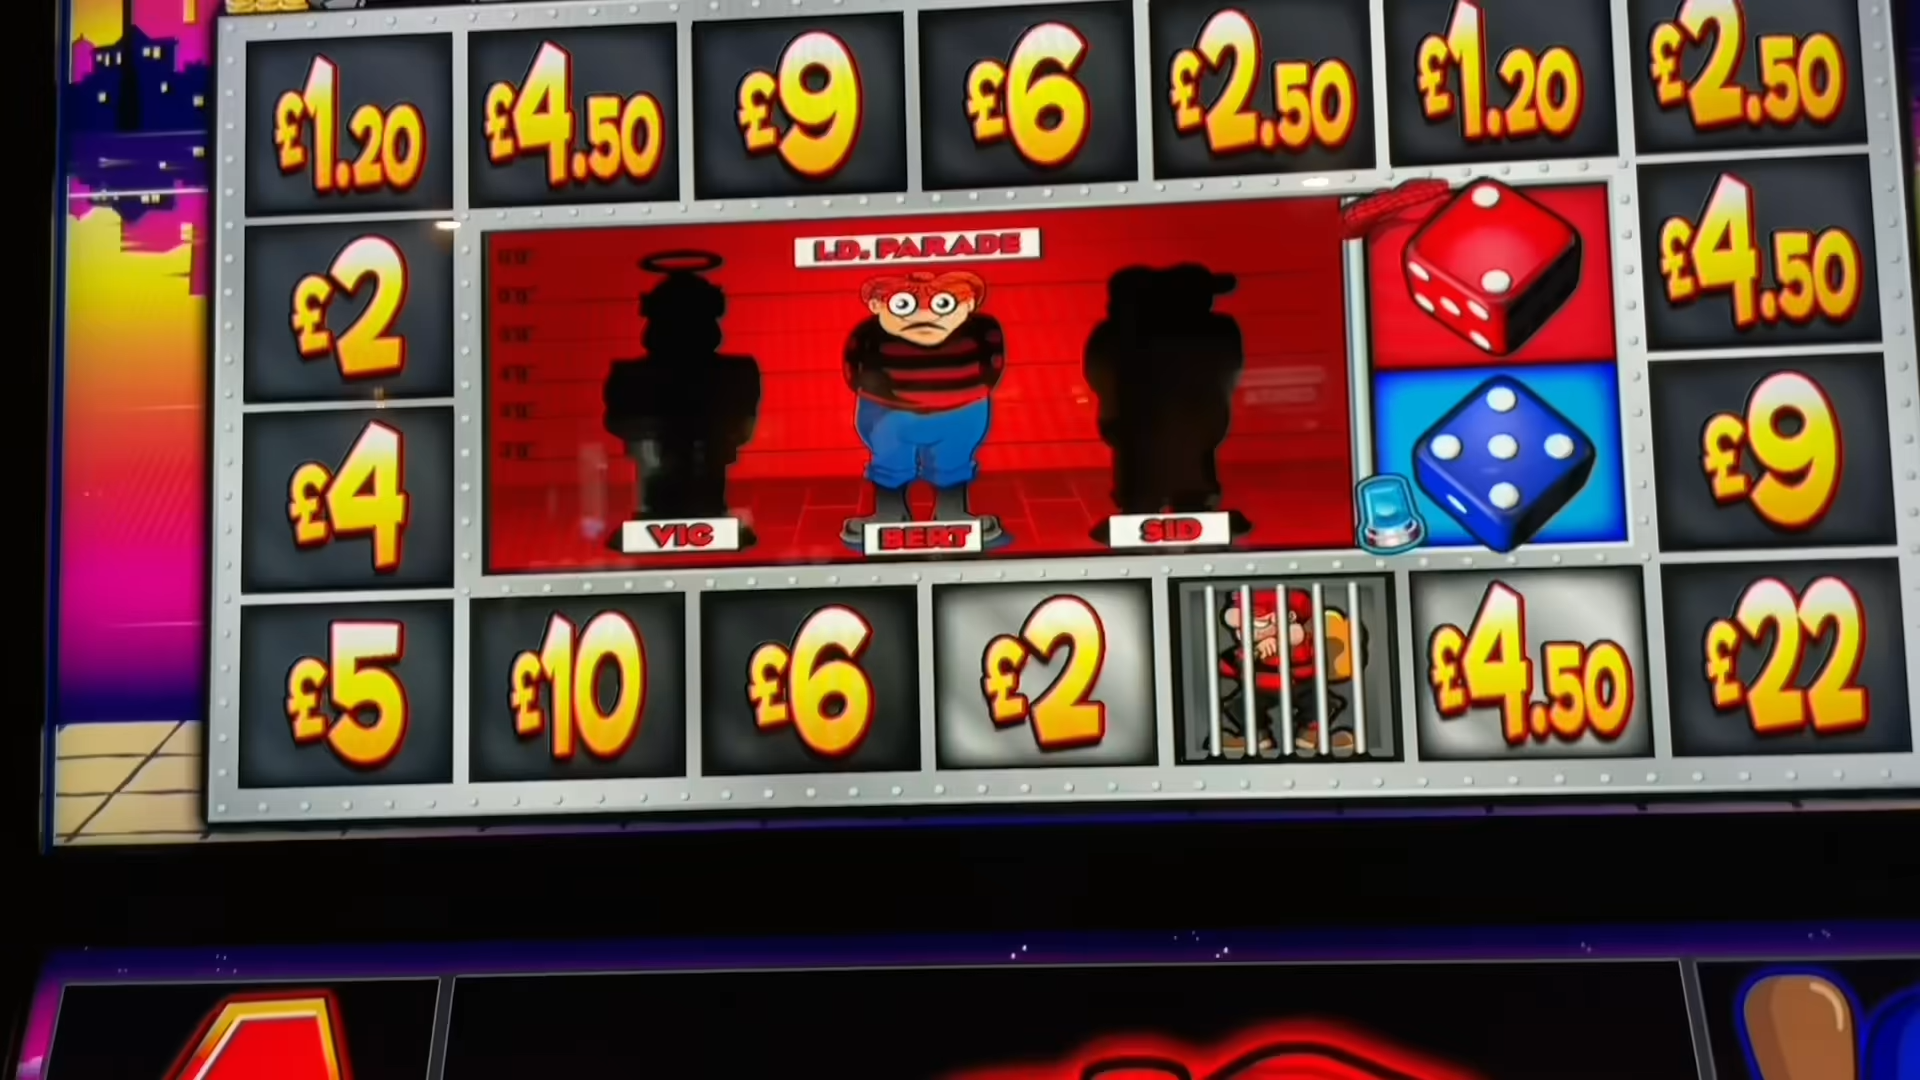 £1.20 £4.50 £9 £6 £2.50 £1.20 £2.50
£2 £4.50
I.D. PARADE
£4 £9
VIC BERT SID
£5 £10 £6 £2 £4.50 £22